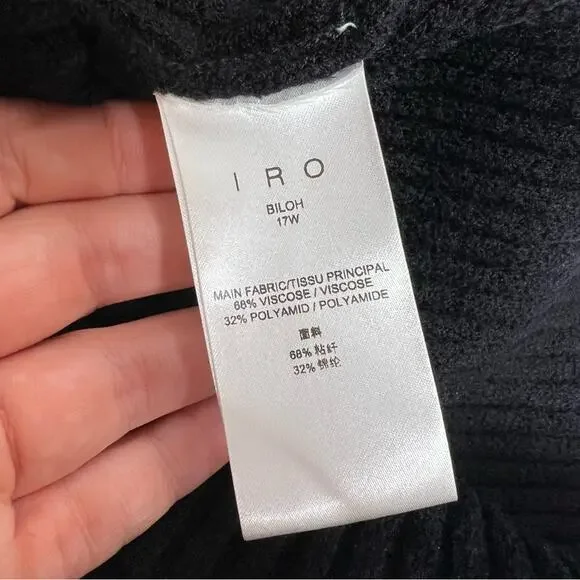 IRO
BILOH
17W
MAIN FABRIC/TISSU PRINCIPAL
68% VISCOSE / VISCOSE
32% POLYAMID / POLYAMIDE
面料
68% 粘纤
32% 锦纶